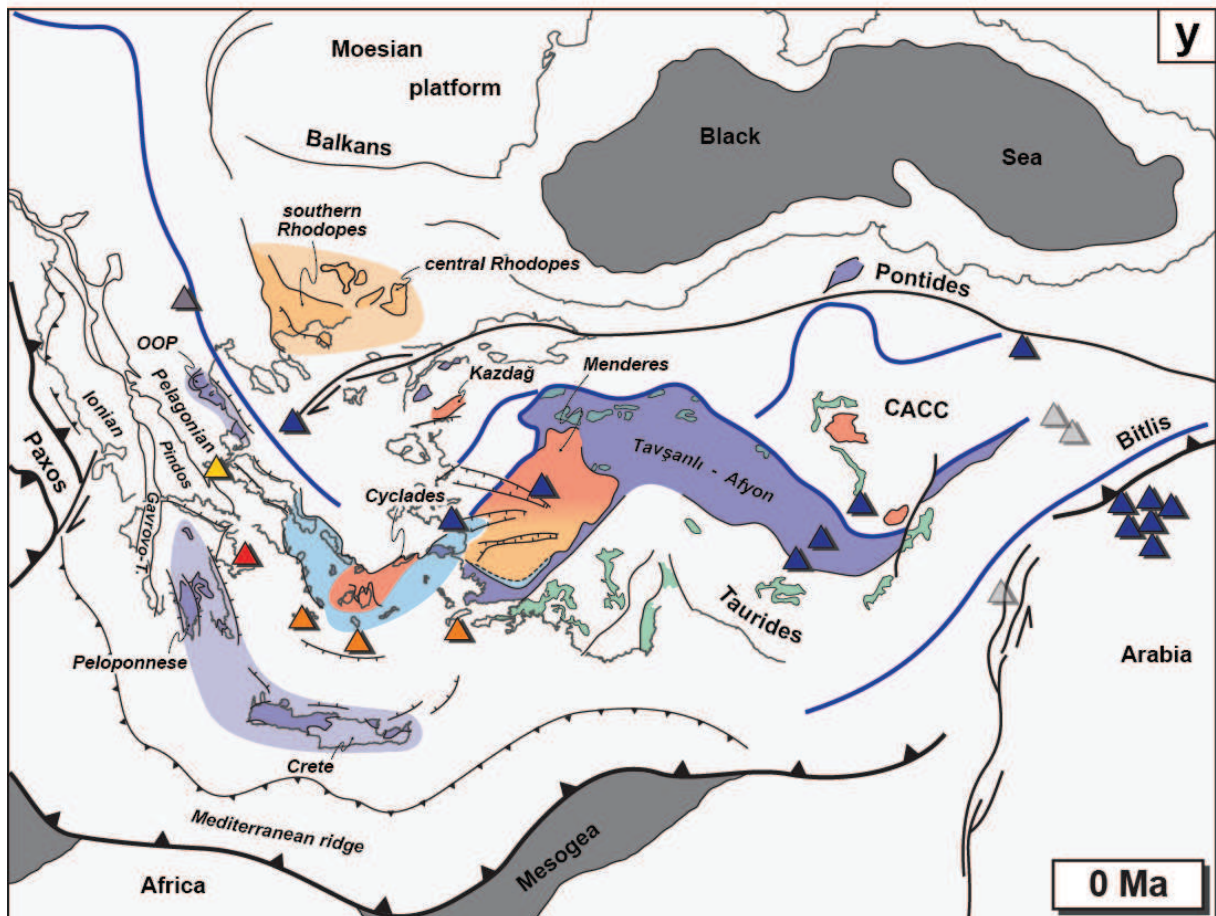 y
Moesian
platform
Balkans
Black
Sea
southern
Rhodopes
central Rhodopes
Pontides
OOP
Kazdağ
Menderes
Pelagonian
Ionian
CACC
Bitlis
Paxos
Pindos
Tavşanlı - Afyon
Cyclades
Gavrovo-T.
Taurides
Peloponnese
Arabia
Crete
Mediterranean ridge
Mesogea
Africa
0 Ma